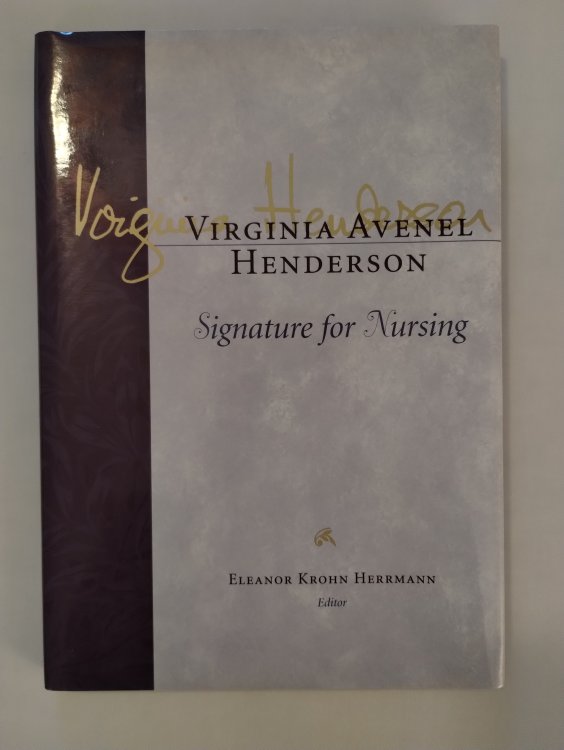 Virginia Henderson
VIRGINIA AVENEL
HENDERSON
Signature for Nursing
ELEANOR KROHN HERRMANN
Editor